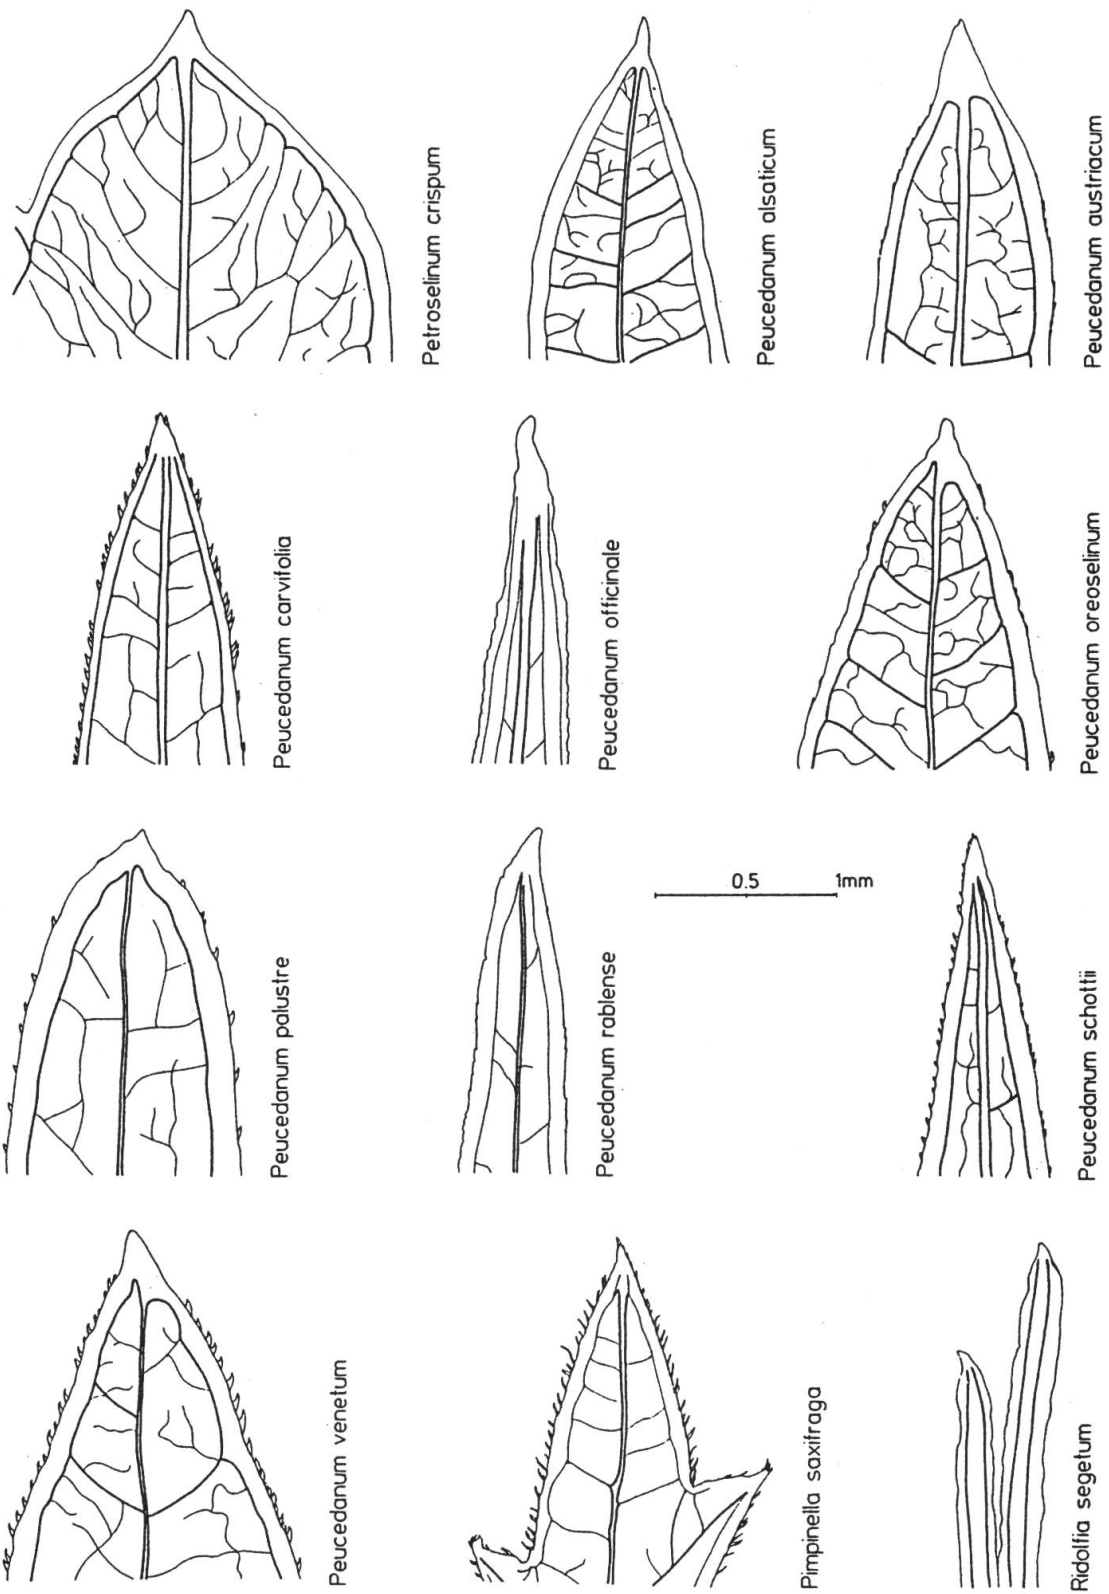 Petroselinum crispum
Peucedanum alsaticum
Peucedanum austriacum
Peucedanum carvifolia
Peucedanum officinale
Peucedanum oreoselinum
Peucedanum palustre
Peucedanum rablense
0.5 1mm
Peucedanum schottii
Peucedanum venetum
Pimpinella saxifraga
Ridolfia segetum